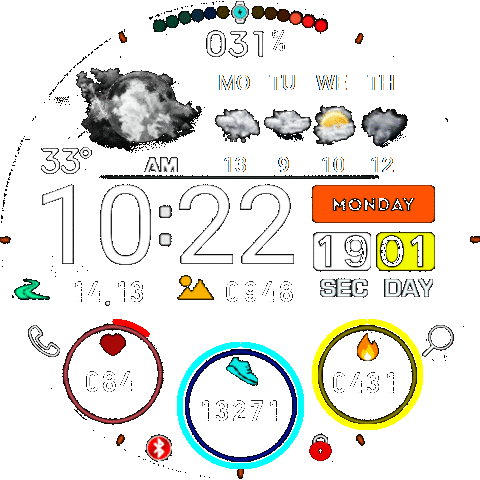 031%
MO TU WE TH
33° AM 13 9 10 12
10:22
MONDAY
19 01
SEC DAY
14.13 0948
084 13271 0431